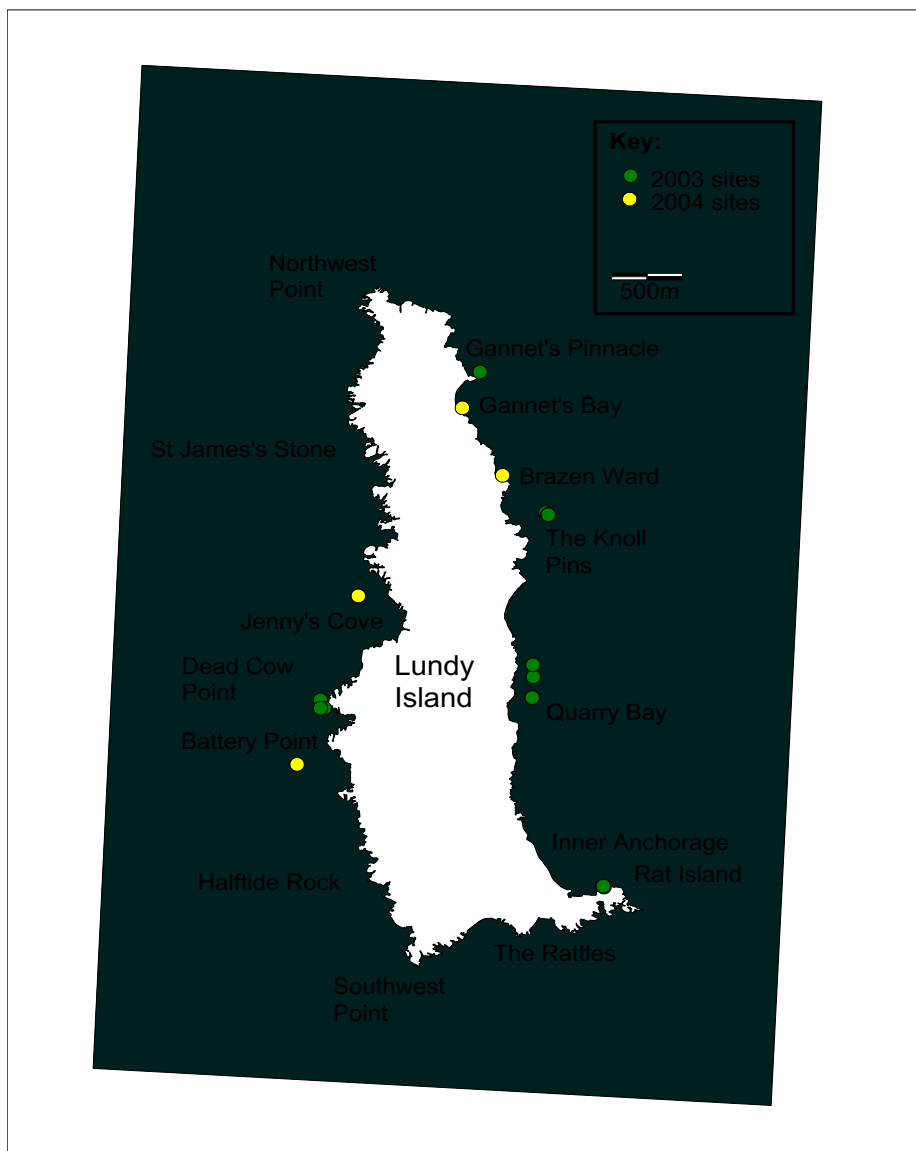 Key:
2003 sites
2004 sites
500m
Northwest
Point
Gannet's Pinnacle
Gannet's Bay
St James's Stone
Brazen Ward
The Knoll
Pins
Jenny's Cove
Dead Cow
Point
Lundy
Island
Quarry Bay
Battery Point
Inner Anchorage
Rat Island
Halftide Rock
The Rattles
Southwest
Point